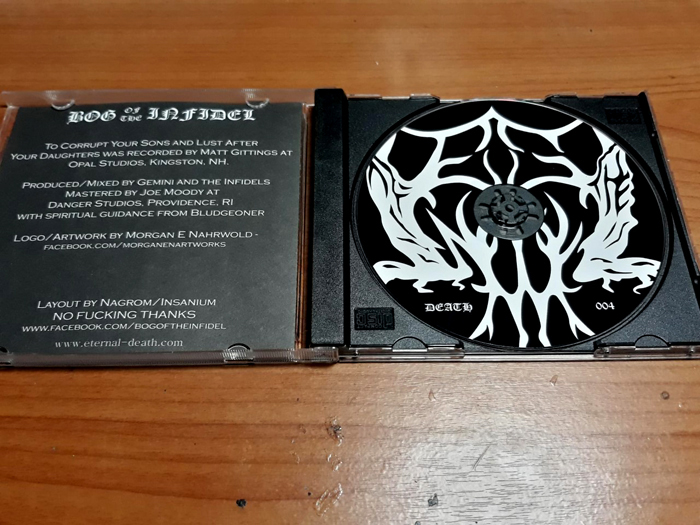 BOG OF THE INFIDEL
TO CORRUPT YOUR SONS AND LUST AFTER
YOUR DAUGHTERS WAS RECORDED BY MATT GITTINGS AT
OPAL STUDIOS, KINGSTON, NH.
PRODUCED/MIXED BY GEMINI AND THE INFIDELS
MASTERED BY JOE MOODY AT
DANGER STUDIOS, PROVIDENCE, RI
WITH SPIRITUAL GUIDANCE FROM BLUDGEONER
LOGO/ARTWORK BY MORGAN E NAHRWOLD -
FACEBOOK.COM/MORGANENARTWORKS
LAYOUT BY NAGROM/INSANIUM
NO FUCKING THANKS
WWW.FACEBOOK.COM/BOGOFTHEINFIDEL
www.eternal-death.com
DEATH 004